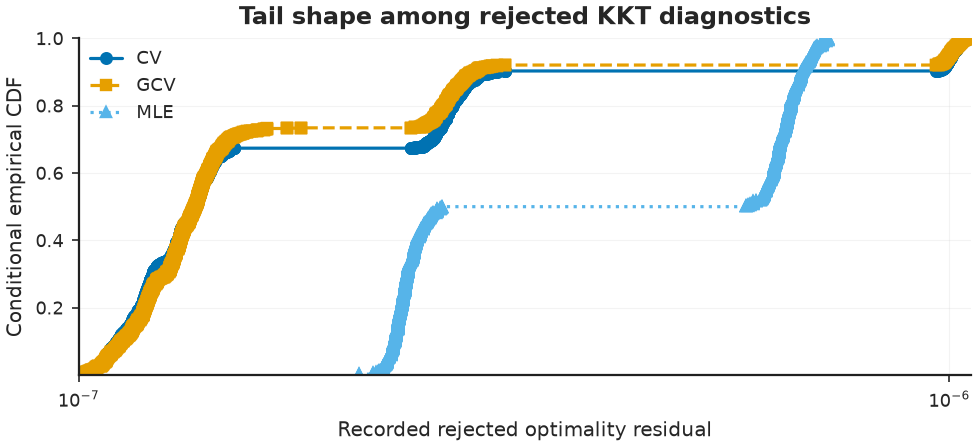 Tail shape among rejected KKT diagnostics
Conditional empirical CDF
1.0
0.8
0.6
0.4
0.2
CV
GCV
MLE
10⁻⁷
10⁻⁶
Recorded rejected optimality residual